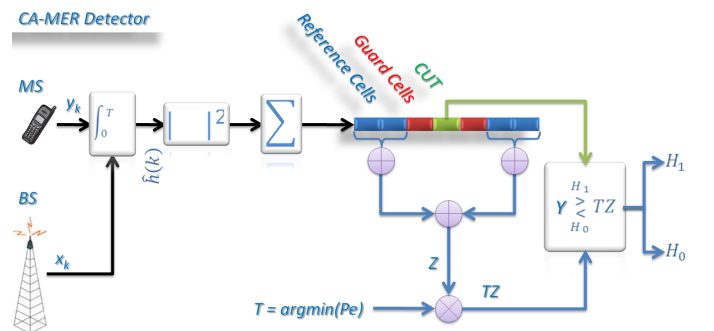 CA-MER Detector
Reference Cells
Guard Cells
CUT
MS
y_k
∫_0^T
| |^2
∑
ĥ(k)
BS
x_k
H_1
Y ≷ TZ
H_0
H_1
H_0
Z
TZ
T = argmin(Pe)